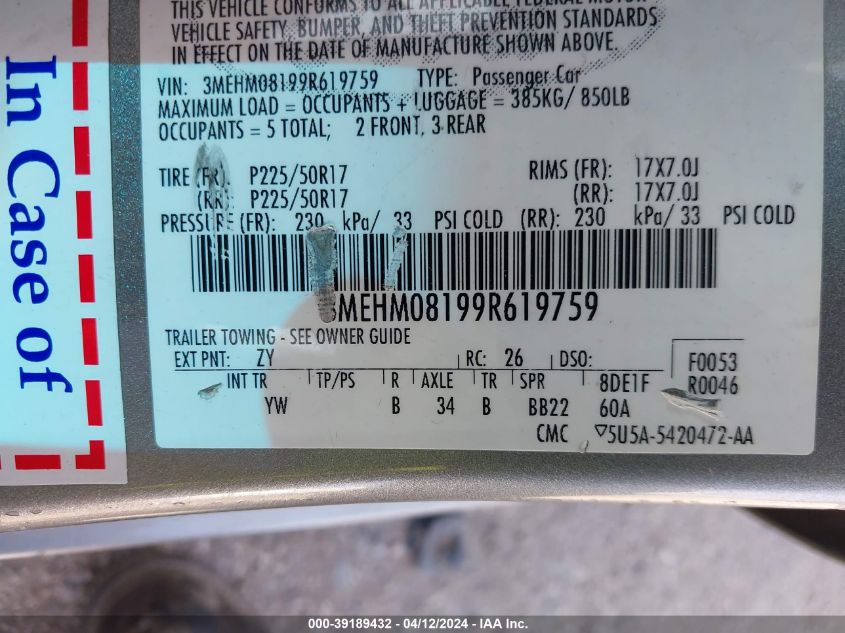 THIS VEHICLE CONFORMS TO ALL APPLICABLE FEDERAL MOTOR
VEHICLE SAFETY, BUMPER, AND THEFT PREVENTION STANDARDS
IN EFFECT ON THE DATE OF MANUFACTURE SHOWN ABOVE.
VIN: 3MEHM08199R619759 TYPE: Passenger Car
MAXIMUM LOAD = OCCUPANTS + LUGGAGE = 385KG/ 850LB
OCCUPANTS = 5 TOTAL; 2 FRONT, 3 REAR
TIRE (FR): P225/50R17 RIMS (FR): 17X7.0J
(RR): P225/50R17 (RR): 17X7.0J
PRESSURE (FR): 230 kPa/ 33 PSI COLD (RR): 230 kPa/ 33 PSI COLD
3MEHM08199R619759
TRAILER TOWING - SEE OWNER GUIDE
EXT PNT: ZY RC: 26 DSO: F0053
INT TR TP/PS R AXLE TR SPR 8DE1F R0046
YW B 34 B BB22 60A
CMC ▽5U5A-5420472-AA
In Case of
000-39189432 - 04/12/2024 - IAA Inc.